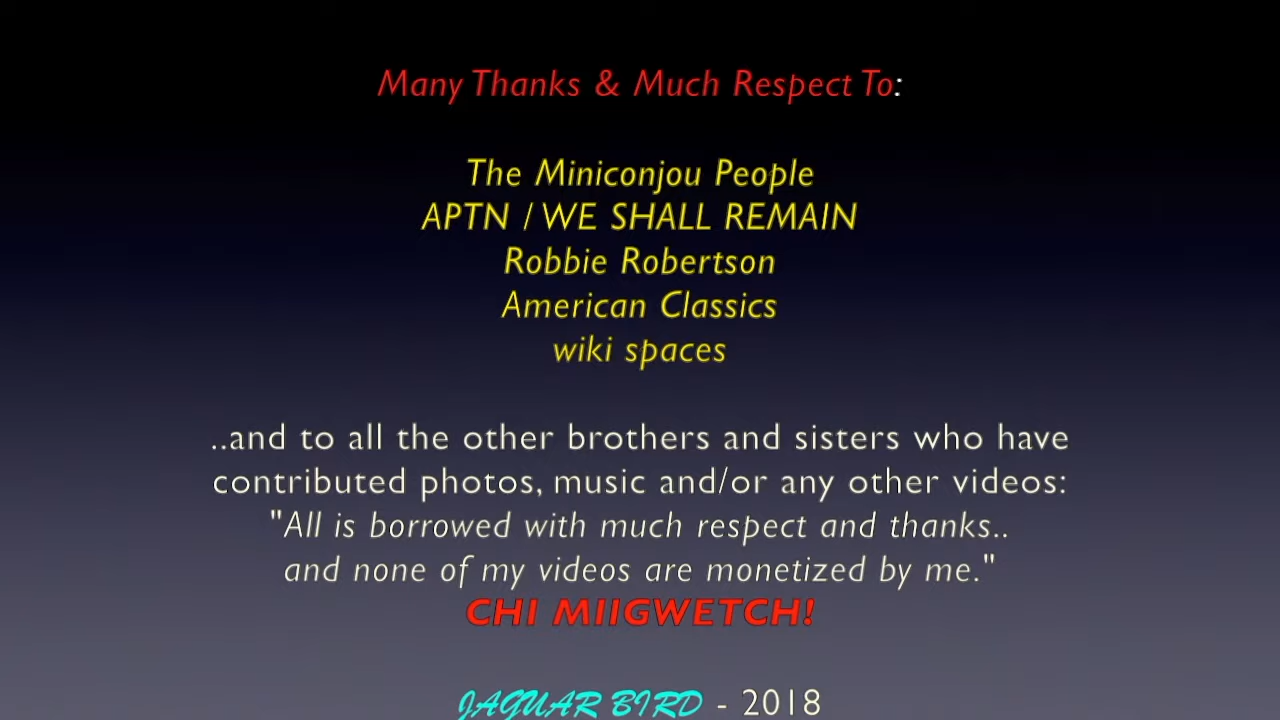 Many Thanks & Much Respect To:
The Miniconjou People
APTN / WE SHALL REMAIN
Robbie Robertson
American Classics
wiki spaces
..and to all the other brothers and sisters who have
contributed photos, music and/or any other videos:
"All is borrowed with much respect and thanks..
and none of my videos are monetized by me."
CHI MIIGWETCH!
JAGUAR BIRD - 2018